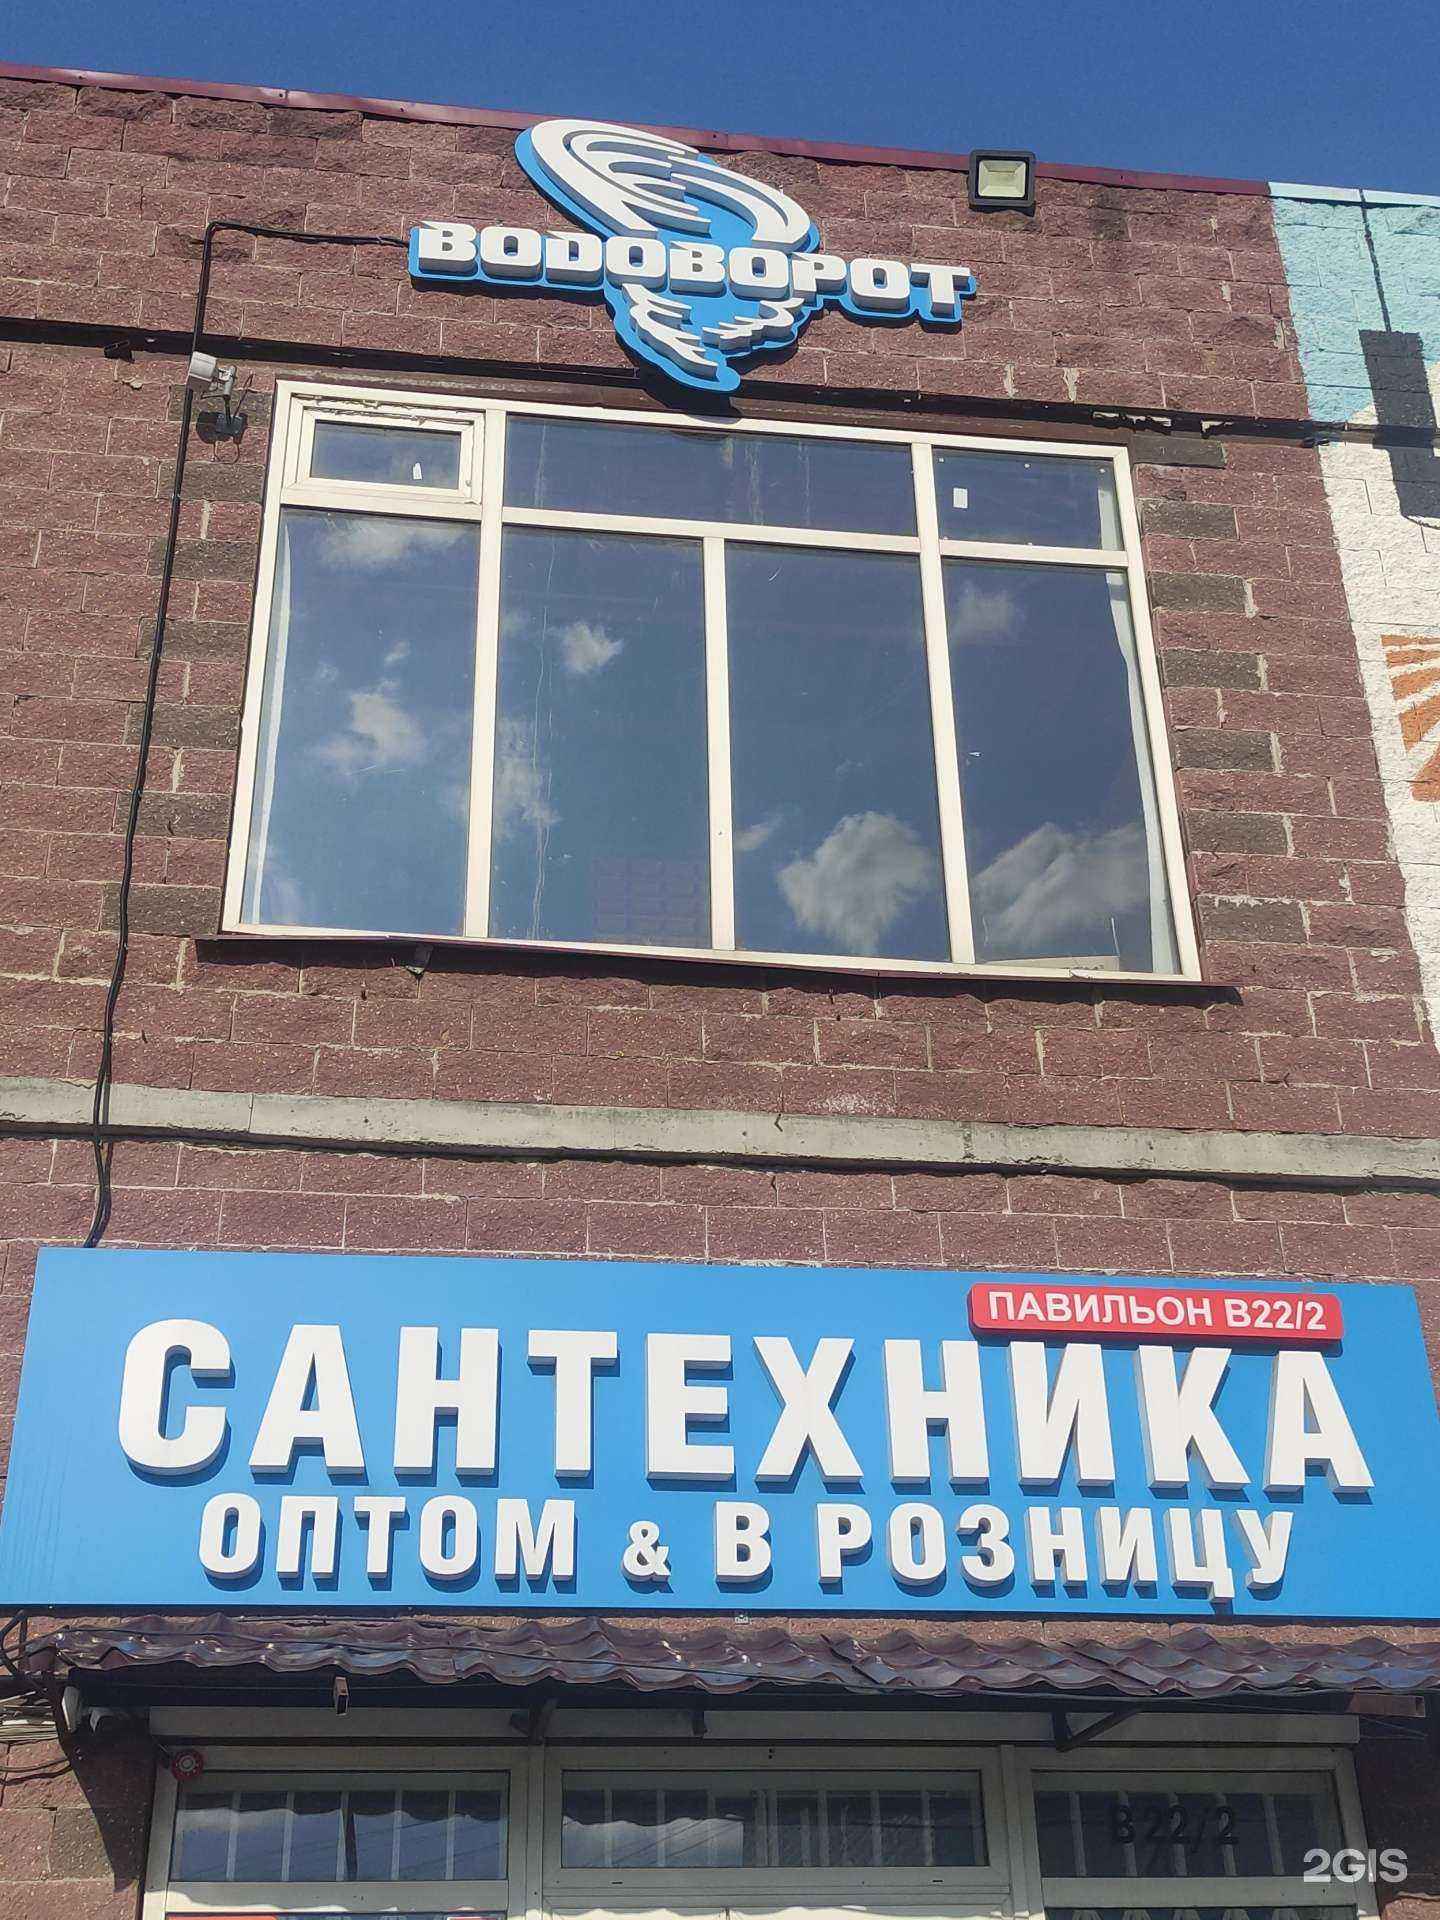 ВОДОВОРОТ
ПАВИЛЬОН В22/2
САНТЕХНИКА
ОПТОМ & В РОЗНИЦУ
В22/2
2GIS